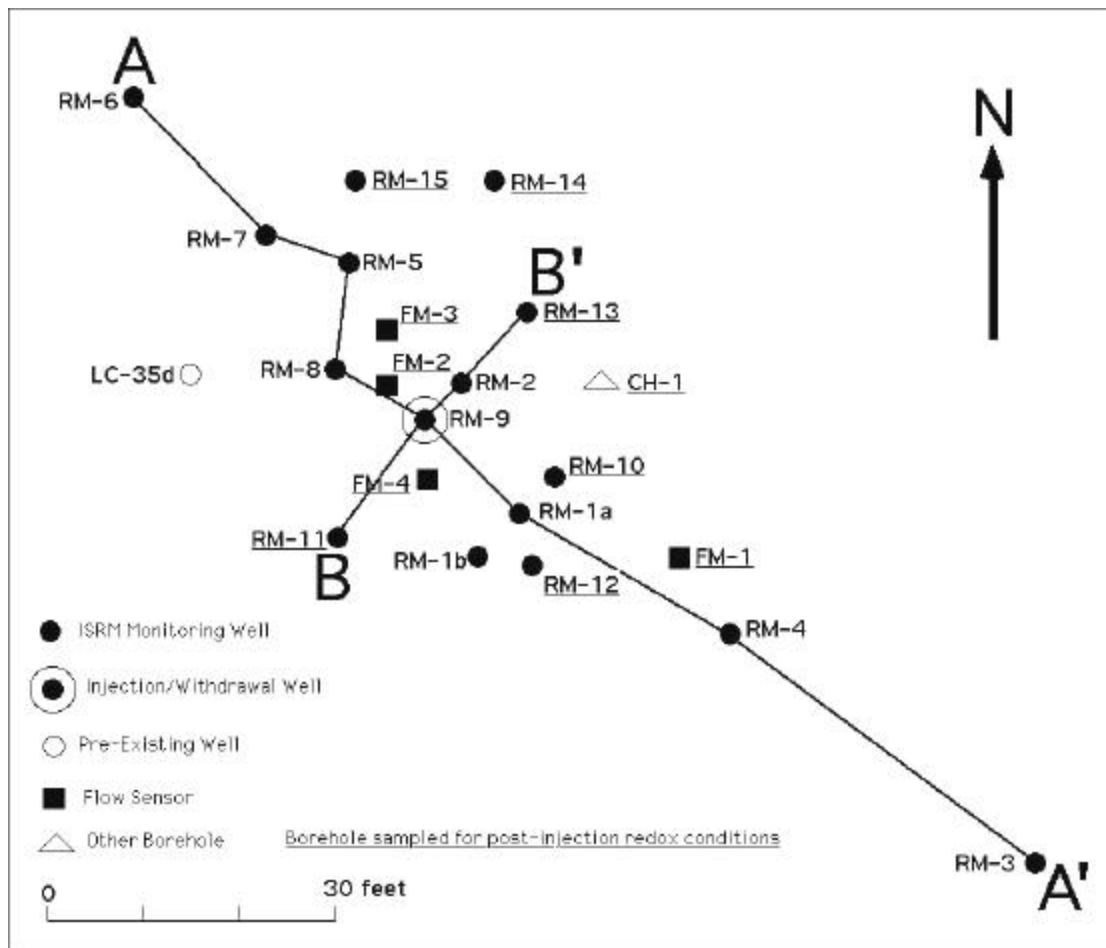 A
RM-6
N
RM-15
RM-14
RM-7
RM-5
B'
FM-3
RM-13
LC-35d
RM-8
FM-2
RM-2
CH-1
RM-9
FM-4
RM-10
RM-1a
RM-11
B
RM-1b
RM-12
FM-1
RM-4
ISRM Monitoring Well
Injection/Withdrawal Well
Pre-Existing Well
Flow Sensor
Other Borehole
Borehole sampled for post-injection redox conditions
RM-3
A'
0
30 feet